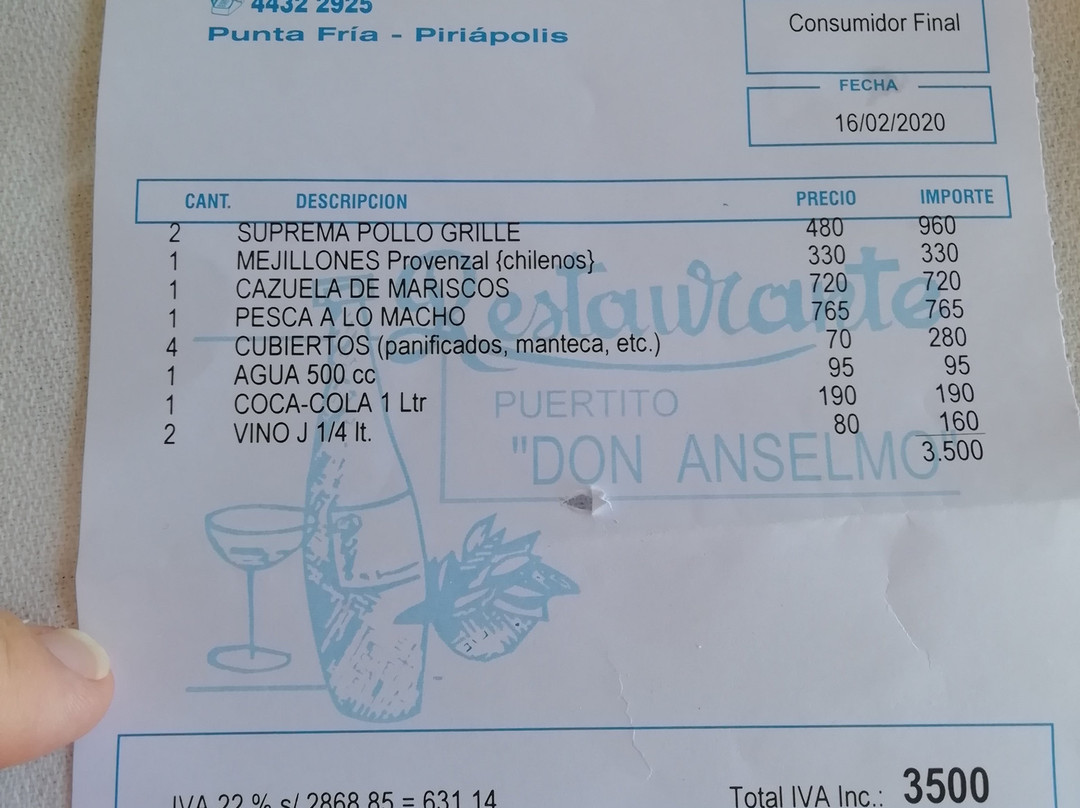 4432 2925
Punta Fría - Piriápolis
Consumidor Final
FECHA
16/02/2020
CANT. DESCRIPCION PRECIO IMPORTE
2 SUPREMA POLLO GRILLE 480 960
1 MEJILLONES Provenzal {chilenos} 330 330
1 CAZUELA DE MARISCOS 720 720
1 PESCA A LO MACHO 765 765
4 CUBIERTOS (panificados, manteca, etc.) 70 280
1 AGUA 500 cc 95 95
1 COCA-COLA 1 Ltr 190 190
2 VINO J 1/4 lt. 80 160
3.500
Restaurante
PUERTITO
"DON ANSELMO"
IVA 22 % s/ 2868.85 = 631.14 Total IVA Inc.: 3500